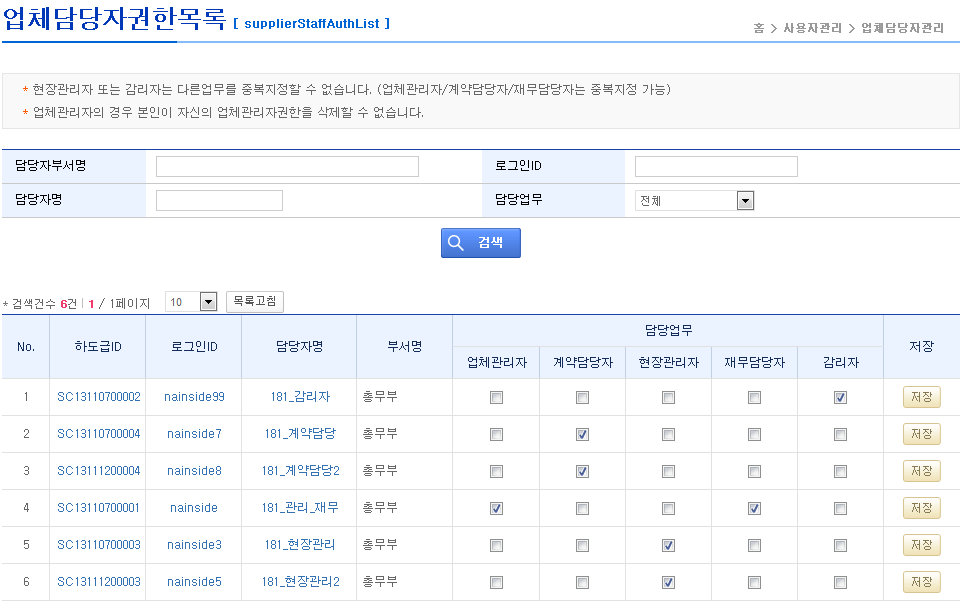 업체담당자권한목록 [ supplierStaffAuthList ]
홈 > 사용자관리 > 업체담당자관리
* 현장관리자 또는 감리자는 다른업무를 중복지정할 수 없습니다. (업체관리자/계약담당자/재무담당자는 중복지정 가능)
* 업체관리자의 경우 본인이 자신의 업체관리자권한을 삭제할 수 없습니다.
담당자부서명 로그인ID
담당자명 담당업무 전체
검색
* 검색건수 6건 | 1 / 1페이지 10 목록고침
No. 하도급ID 로그인ID 담당자명 부서명 담당업무 저장
업체관리자 계약담당자 현장관리자 재무담당자 감리자
1 SC13110700002 nainside99 181_감리자 총무부 저장
2 SC13110700004 nainside7 181_계약담당 총무부 저장
3 SC13111200004 nainside8 181_계약담당2 총무부 저장
4 SC13110700001 nainside 181_관리_재무 총무부 저장
5 SC13110700003 nainside3 181_현장관리 총무부 저장
6 SC13111200003 nainside5 181_현장관리2 총무부 저장